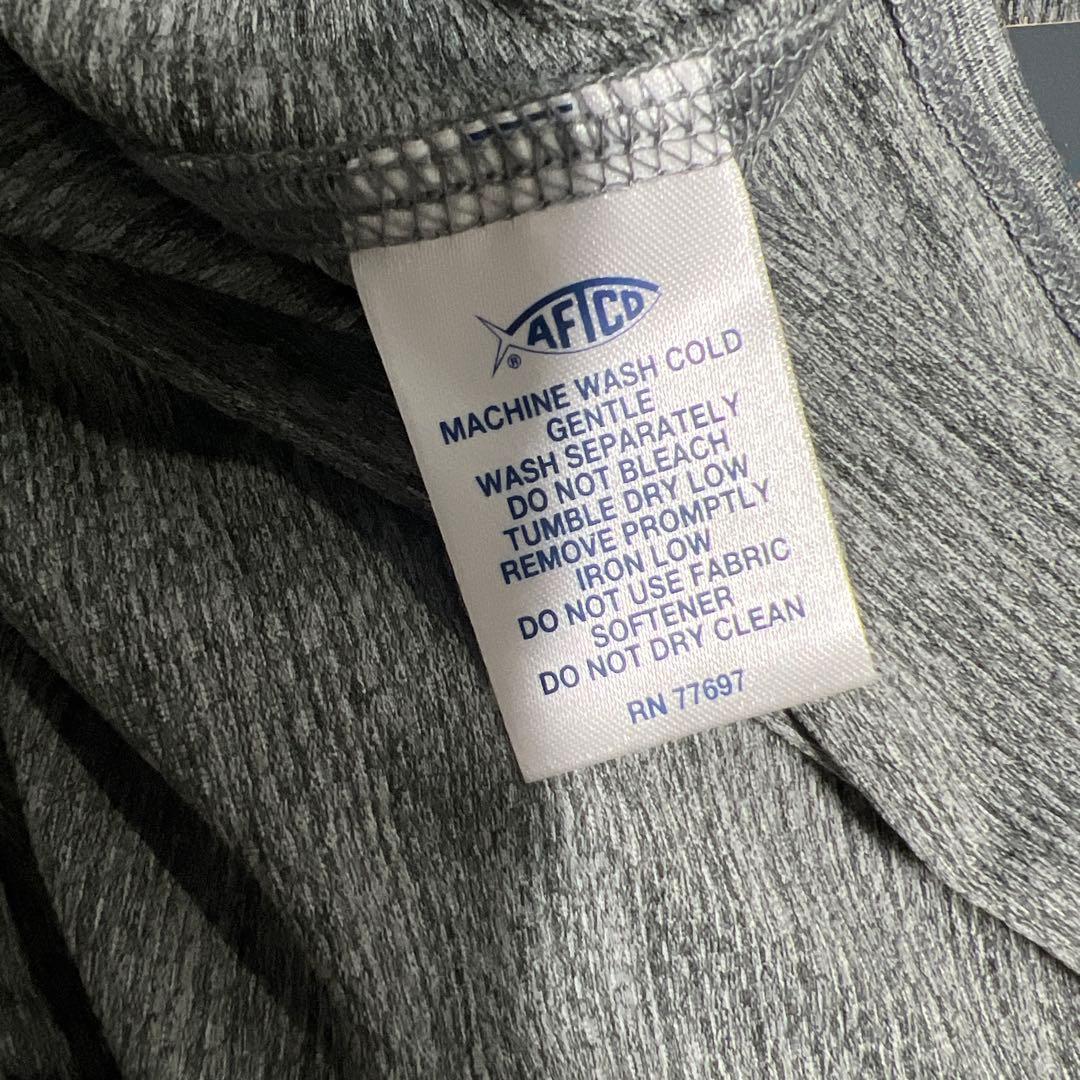 AFTCO
®
MACHINE WASH COLD
GENTLE
WASH SEPARATELY
DO NOT BLEACH
TUMBLE DRY LOW
REMOVE PROMPTLY
IRON LOW
DO NOT USE FABRIC
SOFTENER
DO NOT DRY CLEAN
RN 77697